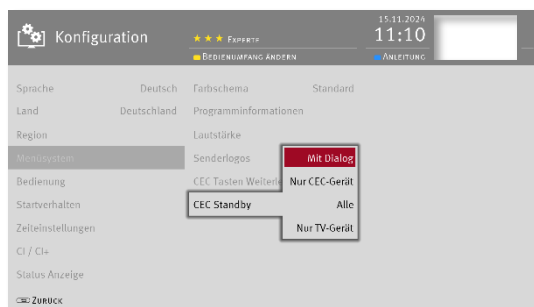 Konfiguration
★ ★ ★ EXPERTE
BEDIENUMFANG ÄNDERN
15.11.2024
11:10
ANLEITUNG
Sprache Deutsch
Land Deutschland
Region
Menüsystem
Bedienung
Startverhalten
Zeiteinstellungen
CI / CI+
Status Anzeige
Farbschema Standard
Programminformationen
Lautstärke
Senderlogos
CEC Tasten
CEC Standby
Mit Dialog
Nur CEC-Gerät
Alle
Nur TV-Gerät
ZURÜCK